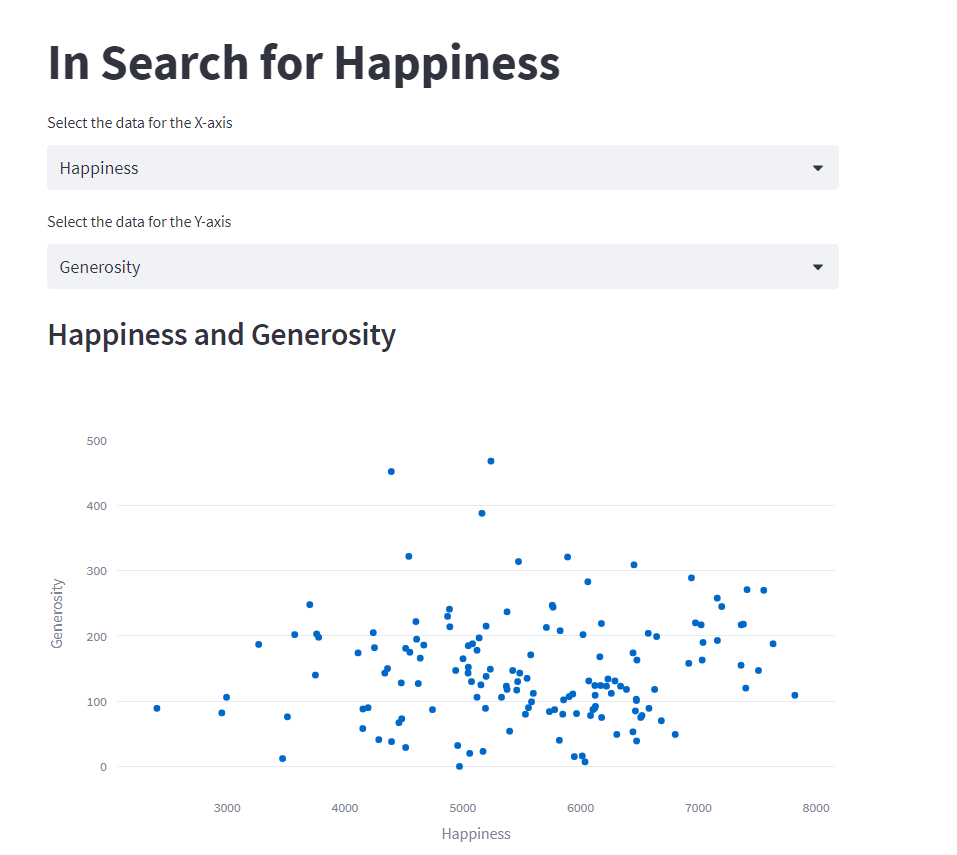 In Search for Happiness
Select the data for the X-axis
Happiness
Select the data for the Y-axis
Generosity
Happiness and Generosity
500
400
300
200
100
0
Generosity
3000 4000 5000 6000 7000 8000
Happiness